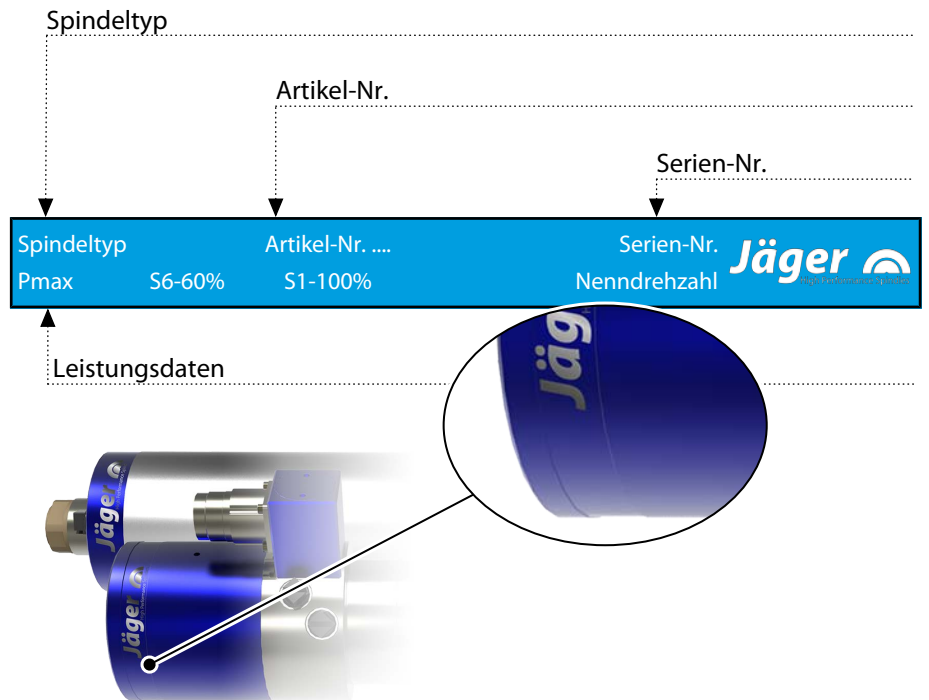 Spindeltyp
Artikel-Nr.
Serien-Nr.
Spindeltyp Artikel-Nr. .... Serien-Nr.
Pmax S6-60% S1-100% Nenndrehzahl
Jäger
Leistungsdaten
Jäg
Jäger
Jäger